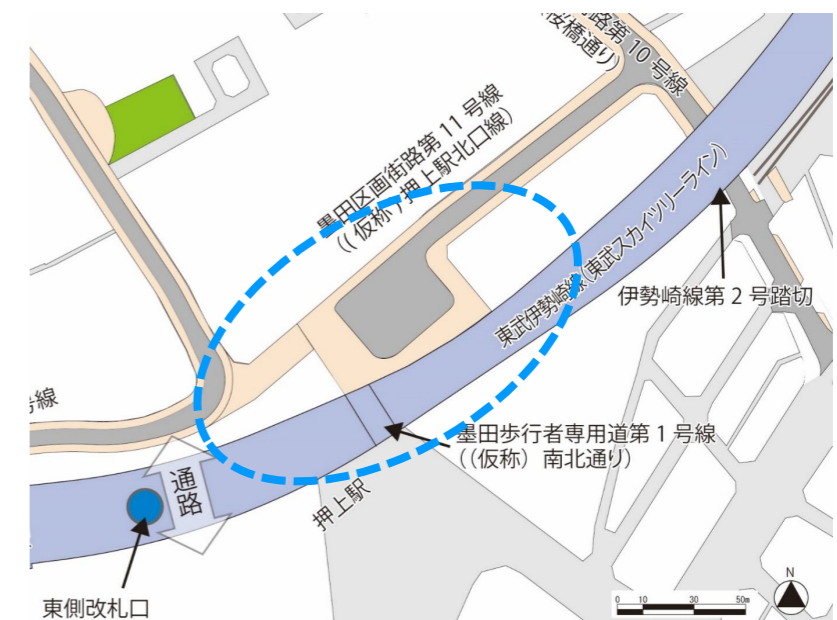 路第 10 号線
桜橋通り)
墨田区画街路第 11 号線
((仮称)押上駅北口線)
東武伊勢崎線(東武スカイツリーライン)
伊勢崎線第 2 号踏切
号線
墨田歩行者専用道第 1 号線
((仮称) 南北通り)
通路
押上駅
東側改札口
N
0 10 30 50m